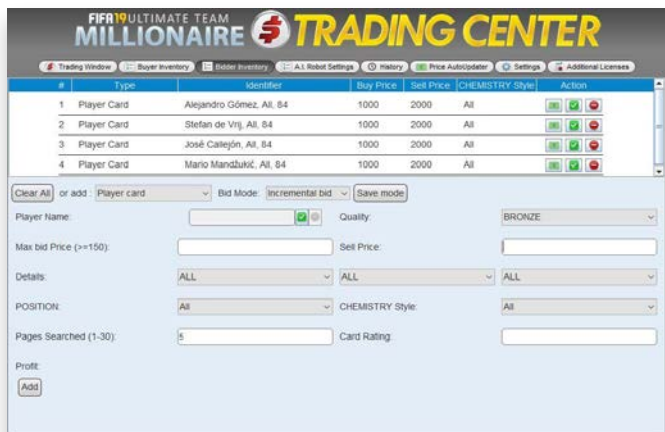 FIFA19 ULTIMATE TEAM
MILLIONAIRE $ TRADING CENTER
Trading Window Buyer Inventory Bidder Inventory A.I. Robot Settings History Price AutoUpdater Settings Additional Licenses
# Type Identifier Buy Price Sell Price CHEMISTRY Style Action
1 Player Card Alejandro Gómez, All, 84 1000 2000 All
2 Player Card Stefan de Vrij, All, 84 1000 2000 All
3 Player Card José Callejón, All, 84 1000 2000 All
4 Player Card Mario Mandžukić, All, 84 1000 2000 All
Clear All or add : Player card Bid Mode: Incremental bid Save mode
Player Name: Quality: BRONZE
Max bid Price (>=150): Sell Price:
Details: ALL ALL ALL
POSITION: All CHEMISTRY Style: All
Pages Searched (1-30): 5 Card Rating:
Profit:
Add